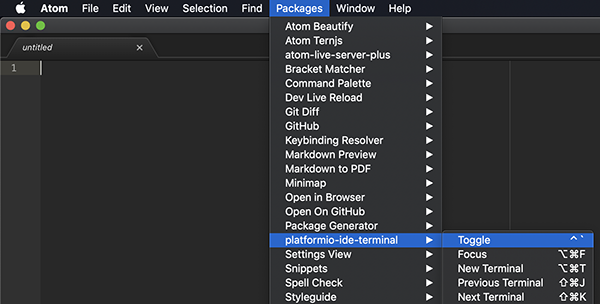 Atom File Edit View Selection Find Packages Window Help
untitled ×
1
Atom Beautify
Atom Ternjs
atom-live-server-plus
Bracket Matcher
Command Palette
Dev Live Reload
Git Diff
GitHub
Keybinding Resolver
Markdown Preview
Markdown to PDF
Minimap
Open in Browser
Open On GitHub
Package Generator
platformio-ide-terminal
Settings View
Snippets
Spell Check
Styleguide
Toggle ^`
Focus ⌥⌘F
New Terminal ⌥⌘T
Previous Terminal ⇧⌘J
Next Terminal ⇧⌘K